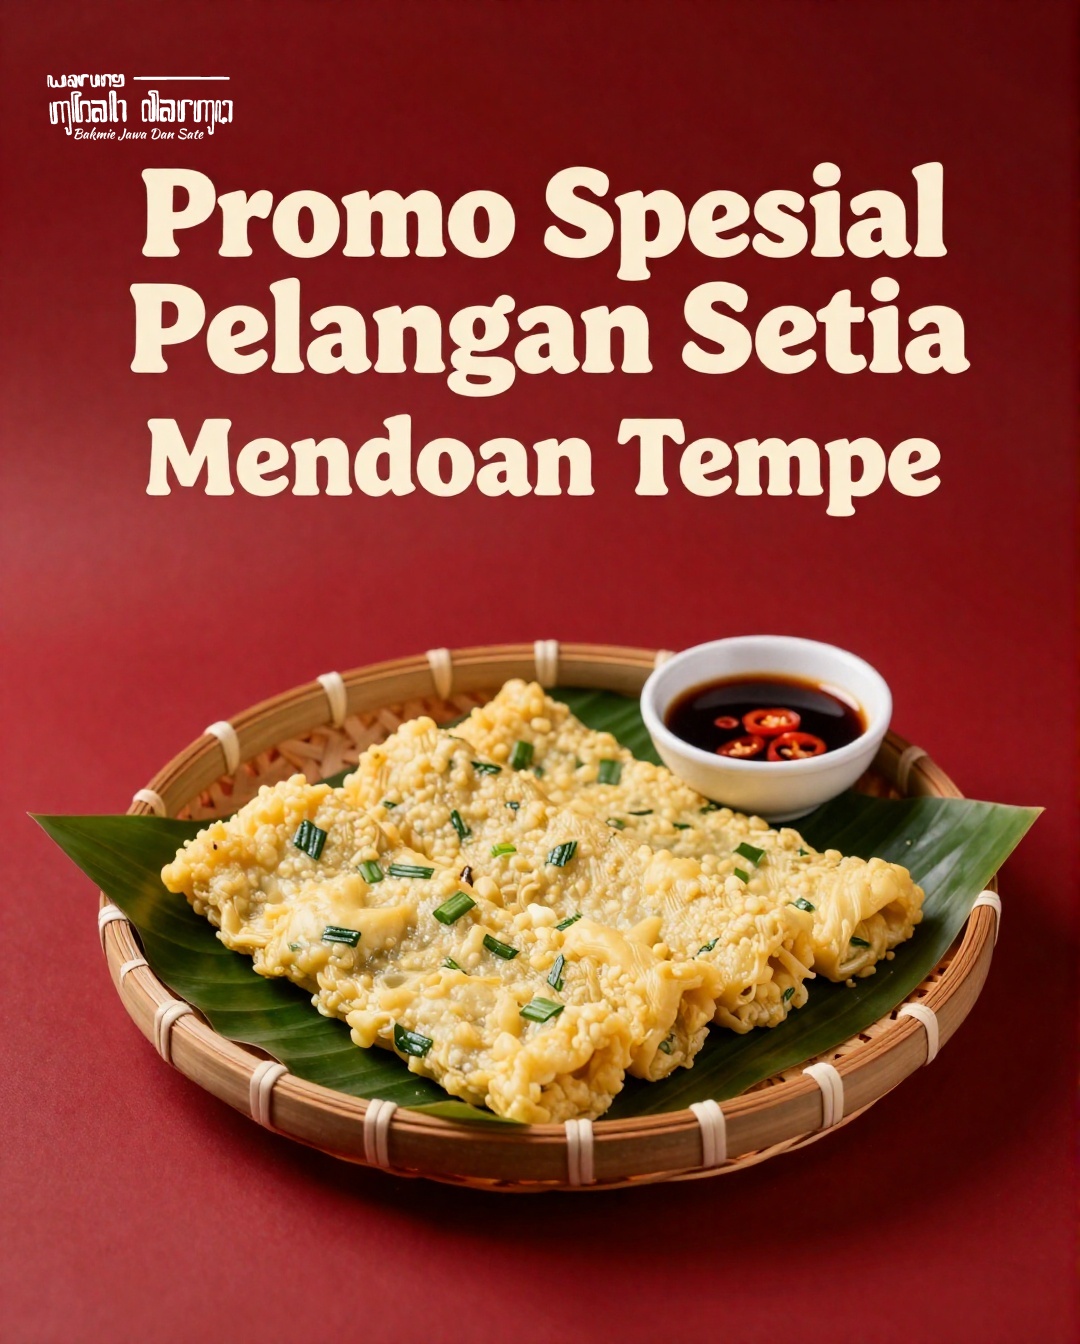 warung
mbah darmo
Bakmie Jawa Dan Sate
Promo Spesial
Pelangan Setia
Mendoan Tempe